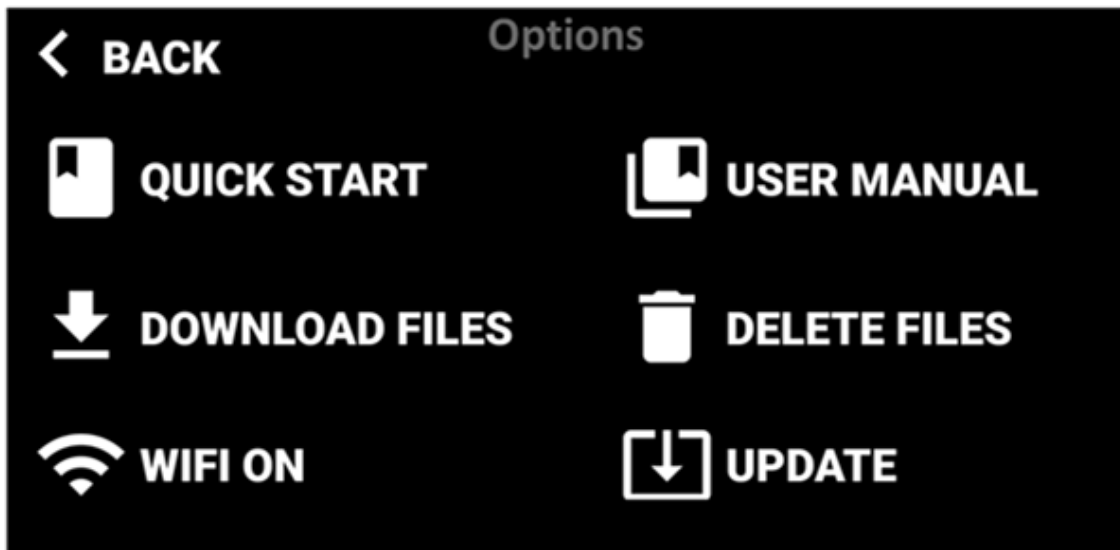 Options
BACK
QUICK START
USER MANUAL
DOWNLOAD FILES
DELETE FILES
WIFI ON
UPDATE